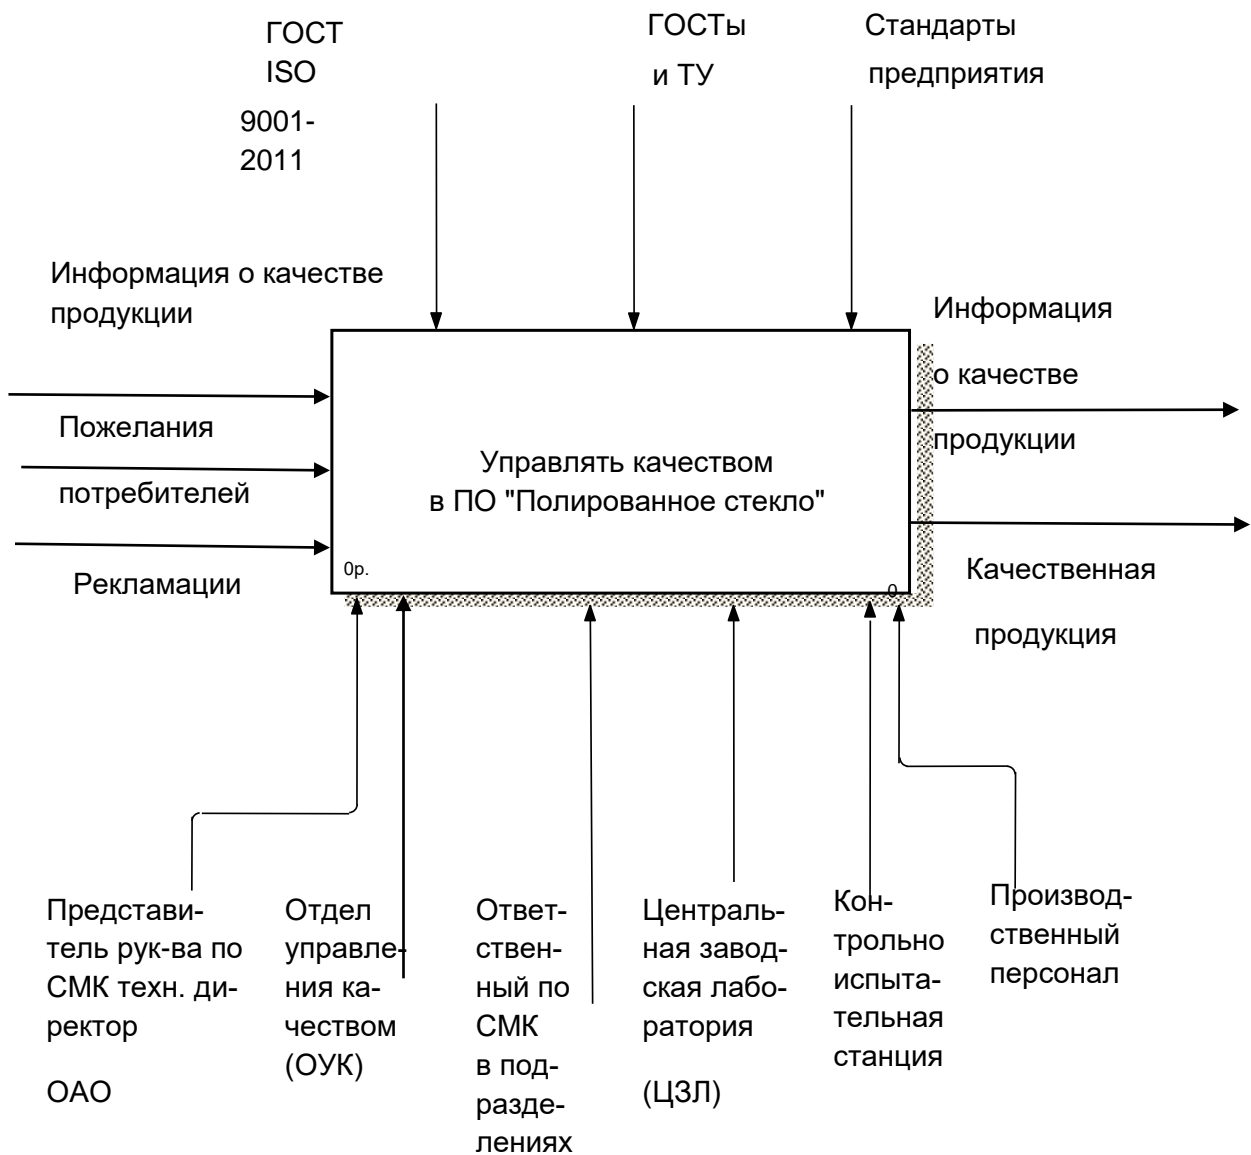 ГОСТ
ISO
9001-
2011
ГОСТы
и ТУ
Стандарты
предприятия
Информация о качестве
продукции
Пожелания
потребителей
Рекламации
Управлять качеством
в ПО "Полированное стекло"
0р.
0
Информация
о качестве
продукции
Качественная
продукция
Представи-
тель рук-ва по
СМК техн. ди-
ректор
ОАО
Отдел
управле-
ния ка-
чеством
(ОУК)
Ответ-
ствен-
ный по
СМК
в под-
разде-
лениях
Централь-
ная завод-
ская лабо-
ратория
(ЦЗЛ)
Кон-
трольно
испыта-
тельная
станция
Производ-
ственный
персонал